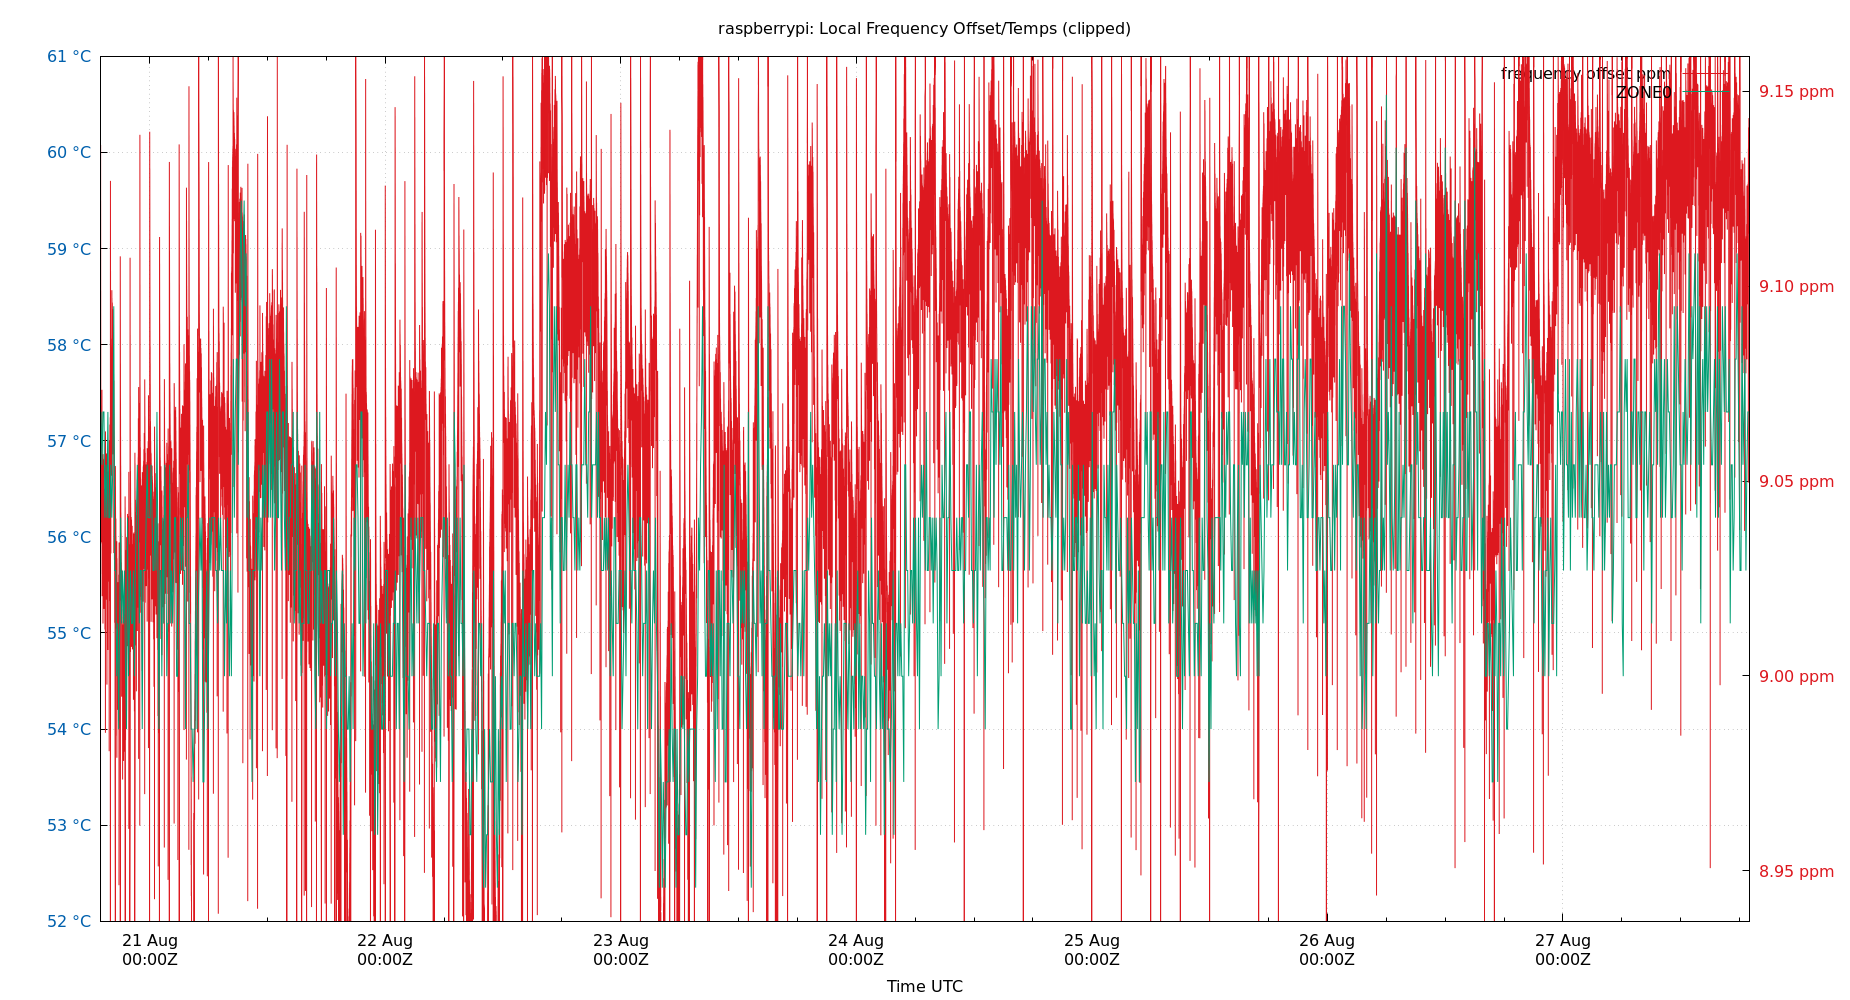 raspberrypi: Local Frequency Offset/Temps (clipped)
61 °C
60 °C
59 °C
58 °C
57 °C
56 °C
55 °C
54 °C
53 °C
52 °C
frequency offset ppm
ZONE0
9.15 ppm
9.10 ppm
9.05 ppm
9.00 ppm
8.95 ppm
21 Aug
00:00Z
22 Aug
00:00Z
23 Aug
00:00Z
24 Aug
00:00Z
25 Aug
00:00Z
26 Aug
00:00Z
27 Aug
00:00Z
Time UTC